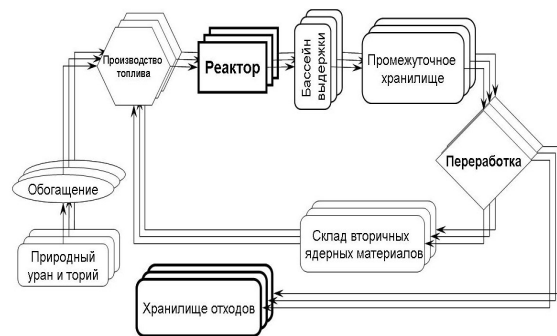 Производство
топлива
Реактор
Бассейн
выдержки
Промежуточное
хранилище
Переработка
Обогащение
Природный
уран и торий
Склад вторичных
ядерных материалов
Хранилище отходов